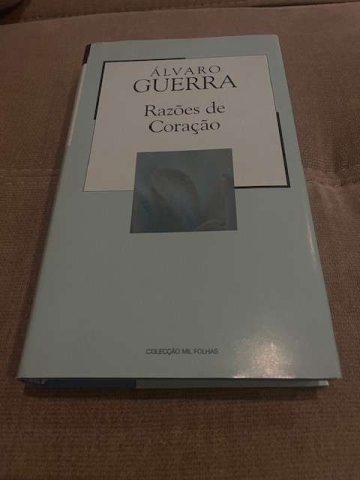 ÁLVARO
GUERRA
Razões de
Coração
COLECÇÃO MIL FOLHAS